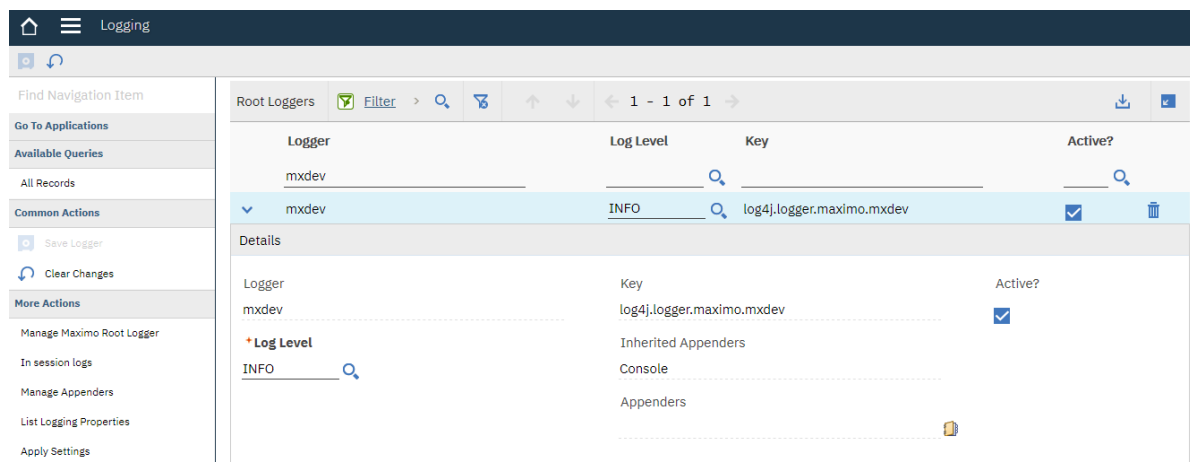 Logging
Find Navigation Item
Go To Applications
Available Queries
All Records
Common Actions
Save Logger
Clear Changes
More Actions
Manage Maximo Root Logger
In session logs
Manage Appenders
List Logging Properties
Apply Settings
Root Loggers Filter 1 - 1 of 1
Logger Log Level Key Active?
mxdev
mxdev INFO log4j.logger.maximo.mxdev
Details
Logger Key Active?
mxdev log4j.logger.maximo.mxdev
*Log Level Inherited Appenders
INFO Console
Appenders